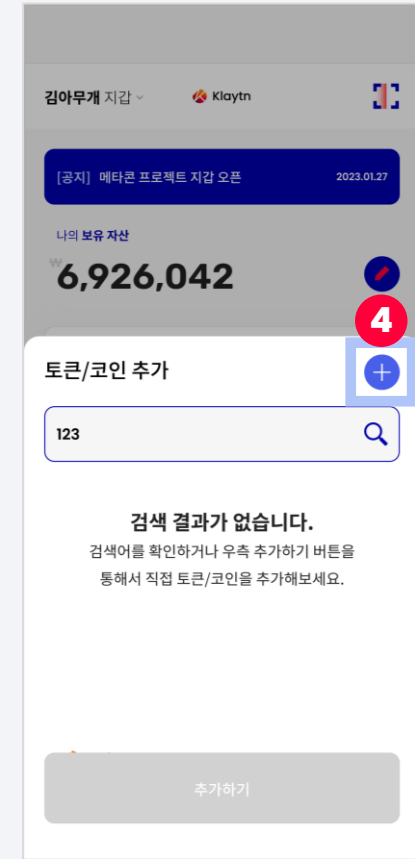 김아무개 지갑
Klaytn
[공지] 메타콘 프로젝트 지갑 오픈 2023.01.27
나의 보유 자산
₩6,926,042
4
토큰/코인 추가
123
검색 결과가 없습니다.
검색어를 확인하거나 우측 추가하기 버튼을
통해서 직접 토큰/코인을 추가해보세요.
추가하기